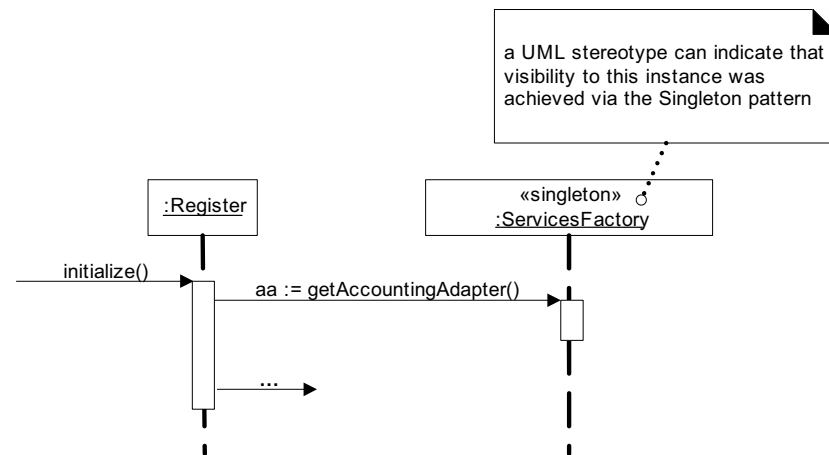 a UML stereotype can indicate that
visibility to this instance was
achieved via the Singleton pattern
:Register
«singleton»
:ServicesFactory
initialize()
aa := getAccountingAdapter()
...